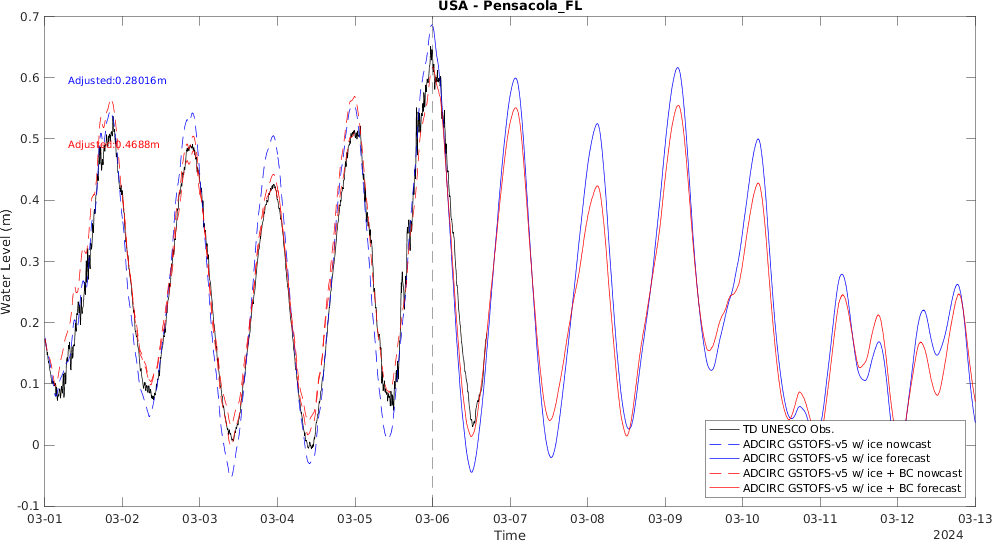 USA - Pensacola_FL
0.7
0.6
0.5
0.4
0.3
0.2
0.1
0
-0.1
Water Level (m)
Adjusted:0.28016m
Adjusted:0.4688m
TD UNESCO Obs.
ADCIRC GSTOFS-v5 w/ ice nowcast
ADCIRC GSTOFS-v5 w/ ice forecast
ADCIRC GSTOFS-v5 w/ ice + BC nowcast
ADCIRC GSTOFS-v5 w/ ice + BC forecast
03-01 03-02 03-03 03-04 03-05 03-06 03-07 03-08 03-09 03-10 03-11 03-12 03-13
Time
2024